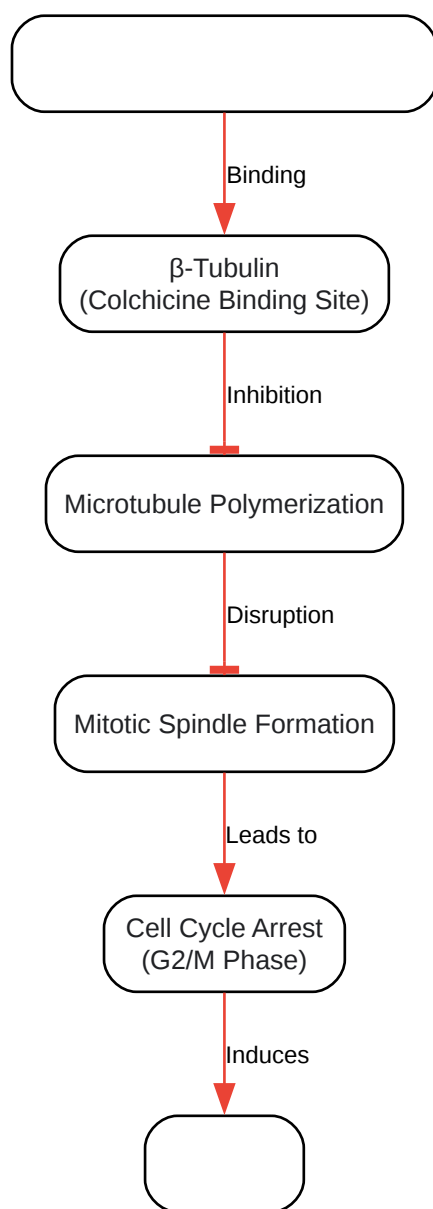 Binding
β-Tubulin
(Colchicine Binding Site)
Inhibition
Microtubule Polymerization
Disruption
Mitotic Spindle Formation
Leads to
Cell Cycle Arrest
(G2/M Phase)
Induces